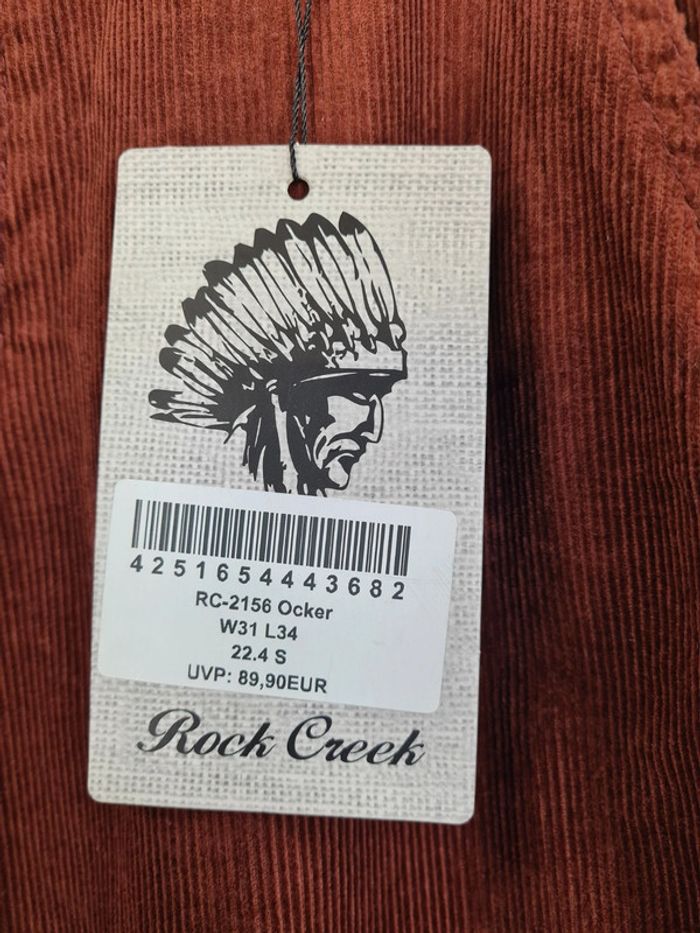 4251654443682
RC-2156 Ocker
W31 L34
22.4 S
UVP: 89,90EUR
Rock Creek